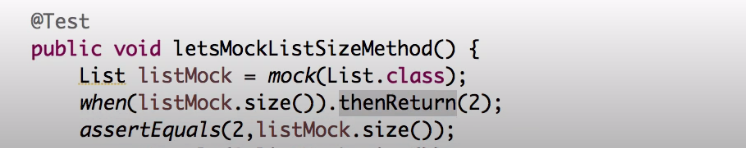 @Test
public void letsMockListSizeMethod() {
List listMock = mock(List.class);
when(listMock.size()).thenReturn(2);
assertEquals(2,listMock.size());